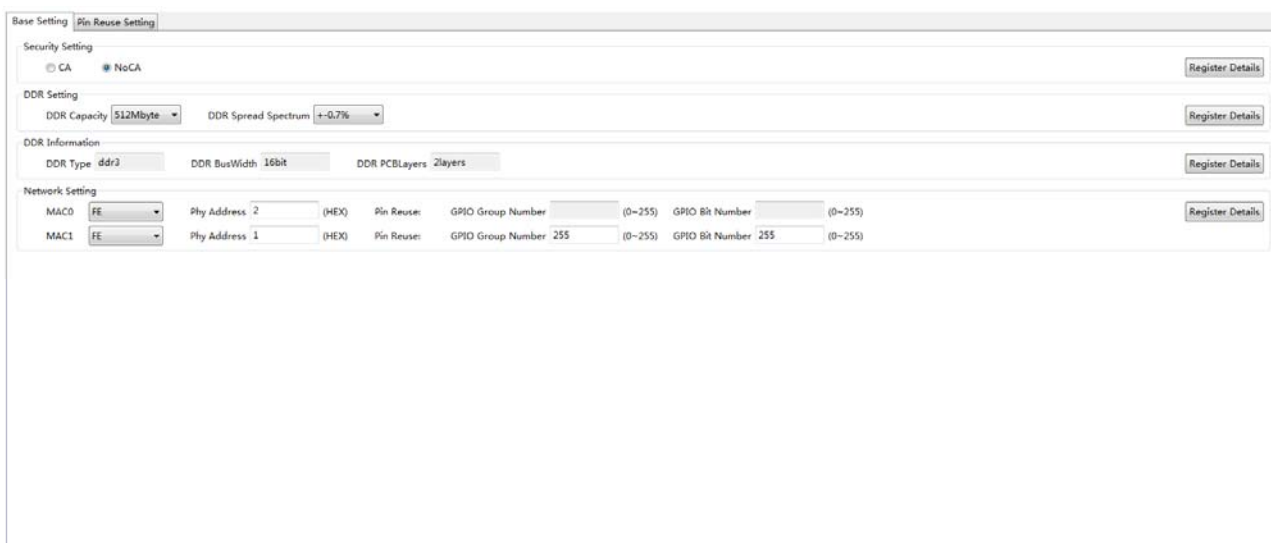 Base Setting Pin Reuse Setting
Security Setting
CA NoCA Register Details
DDR Setting
DDR Capacity 512Mbyte DDR Spread Spectrum +-0.7% Register Details
DDR Information
DDR Type ddr3 DDR BusWidth 16bit DDR PCBLayers 2layers Register Details
Network Setting
MAC0 FE Phy Address 2 (HEX) Pin Reuse: GPIO Group Number (0~255) GPIO Bit Number (0~255) Register Details
MAC1 FE Phy Address 1 (HEX) Pin Reuse: GPIO Group Number 255 (0~255) GPIO Bit Number 255 (0~255)